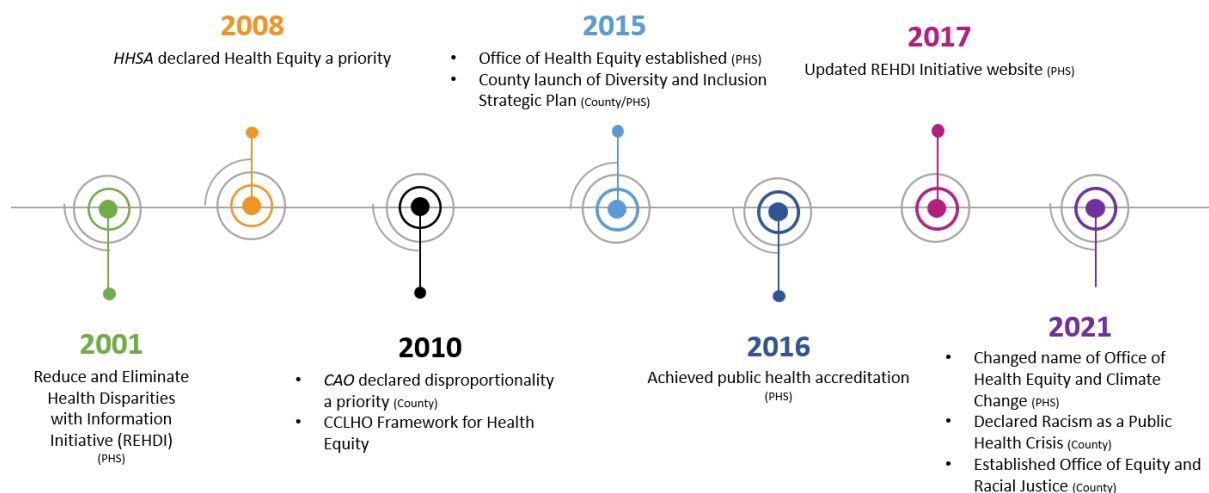 2001
Reduce and Eliminate
Health Disparities
with Information
Initiative (REHDI)
(PHS)
2008
HHSA declared Health Equity a priority
2010
• CAO declared disproportionality
a priority (County)
• CCLHO Framework for Health
Equity
2015
• Office of Health Equity established (PHS)
• County launch of Diversity and Inclusion
Strategic Plan (County/PHS)
2016
Achieved public health accreditation
(PHS)
2017
Updated REHDI Initiative website (PHS)
2021
• Changed name of Office of
Health Equity and Climate
Change (PHS)
• Declared Racism as a Public
Health Crisis (County)
• Established Office of Equity and
Racial Justice (County)